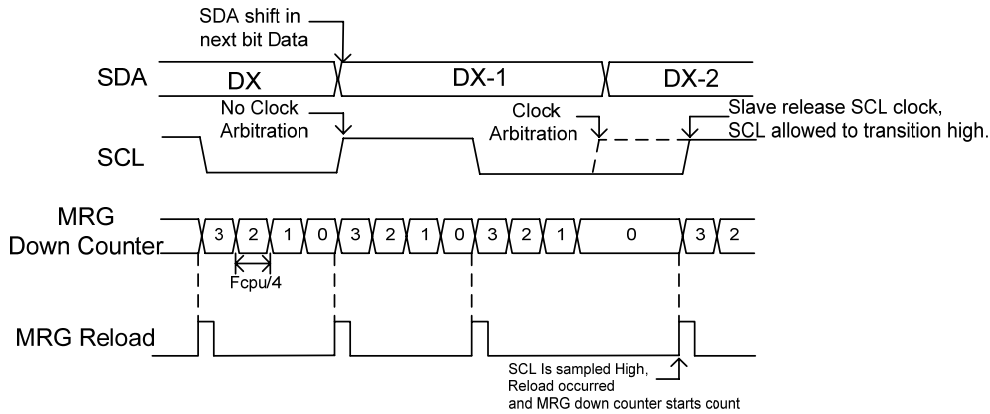 SDA shift in
next bit Data
SDA
DX
DX-1
DX-2
No Clock
Arbitration
Clock
Arbitration
Slave release SCL clock,
SCL allowed to transition high.
SCL
MRG
Down Counter
3 2 1 0 3 2 1 0 3 2 1 0 3 2
Fcpu/4
MRG Reload
SCL Is sampled High,
Reload occurred
and MRG down counter starts count